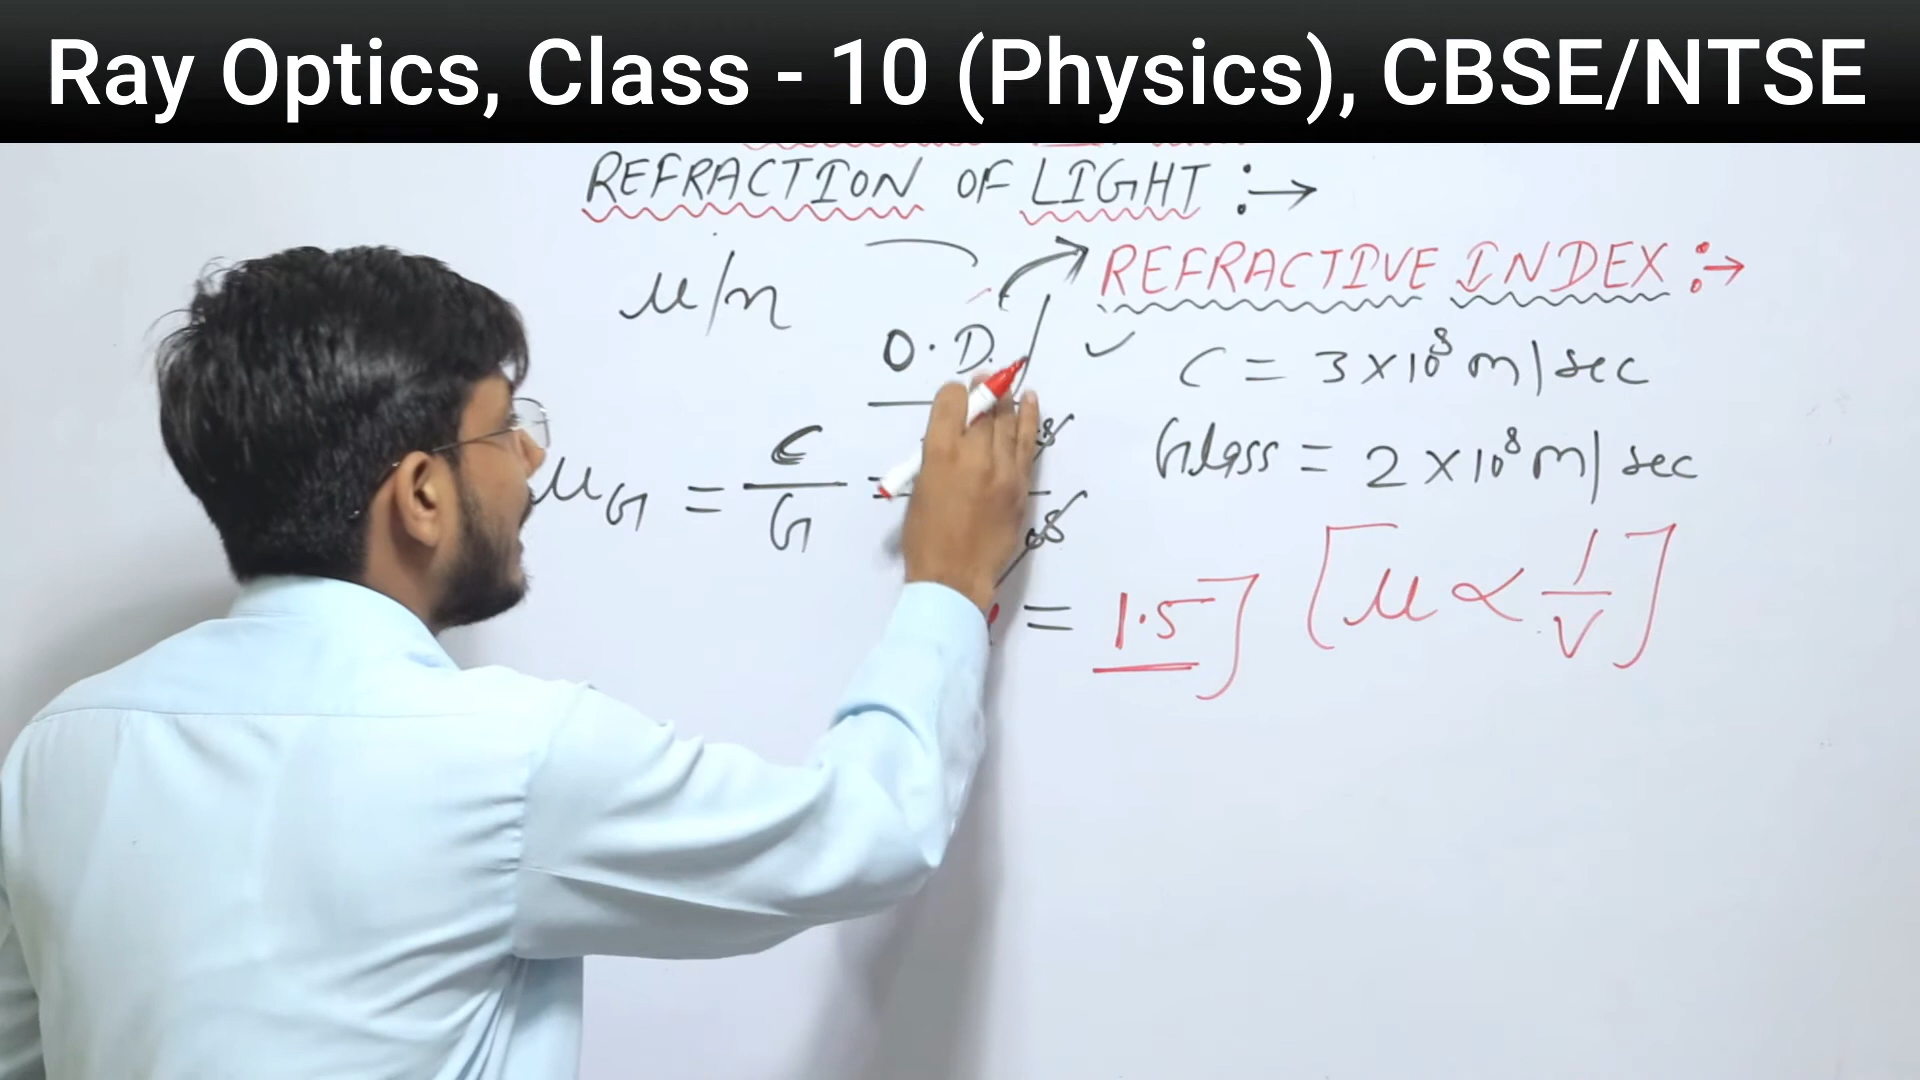 Ray Optics, Class - 10 (Physics), CBSE/NTSE
REFRACTION OF LIGHT :→
μ/n
REFRACTIVE INDEX :→
O.D.
✓ C = 3×10⁸ m/sec
Glass = 2×10⁸ m/sec
μG = C/G =
= 1.5]
[μ ∝ 1/V]